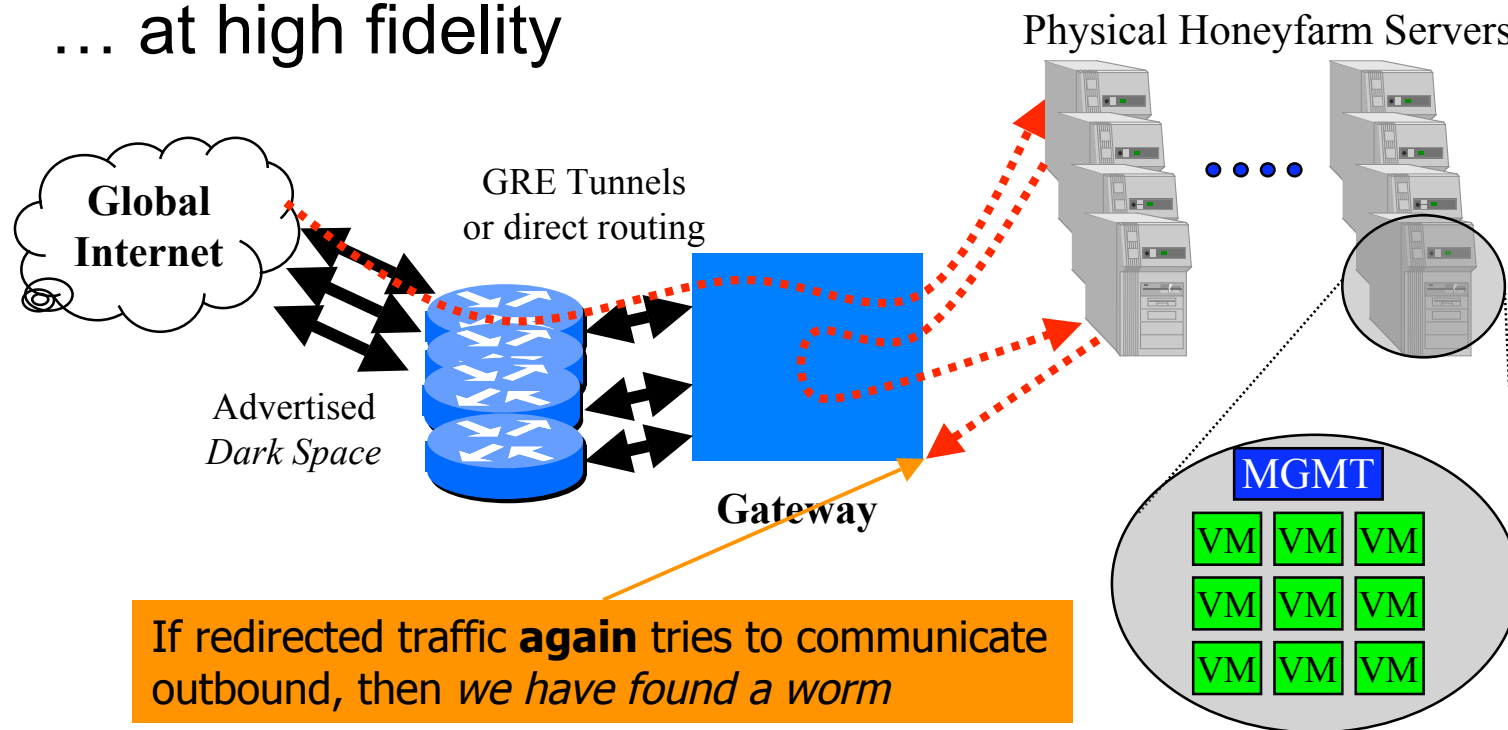 … at high fidelity
Physical Honeyfarm Servers
Global
Internet
GRE Tunnels
or direct routing
Advertised
Dark Space
Gateway
MGMT
VM VM VM
VM VM VM
VM VM VM
If redirected traffic again tries to communicate
outbound, then we have found a worm